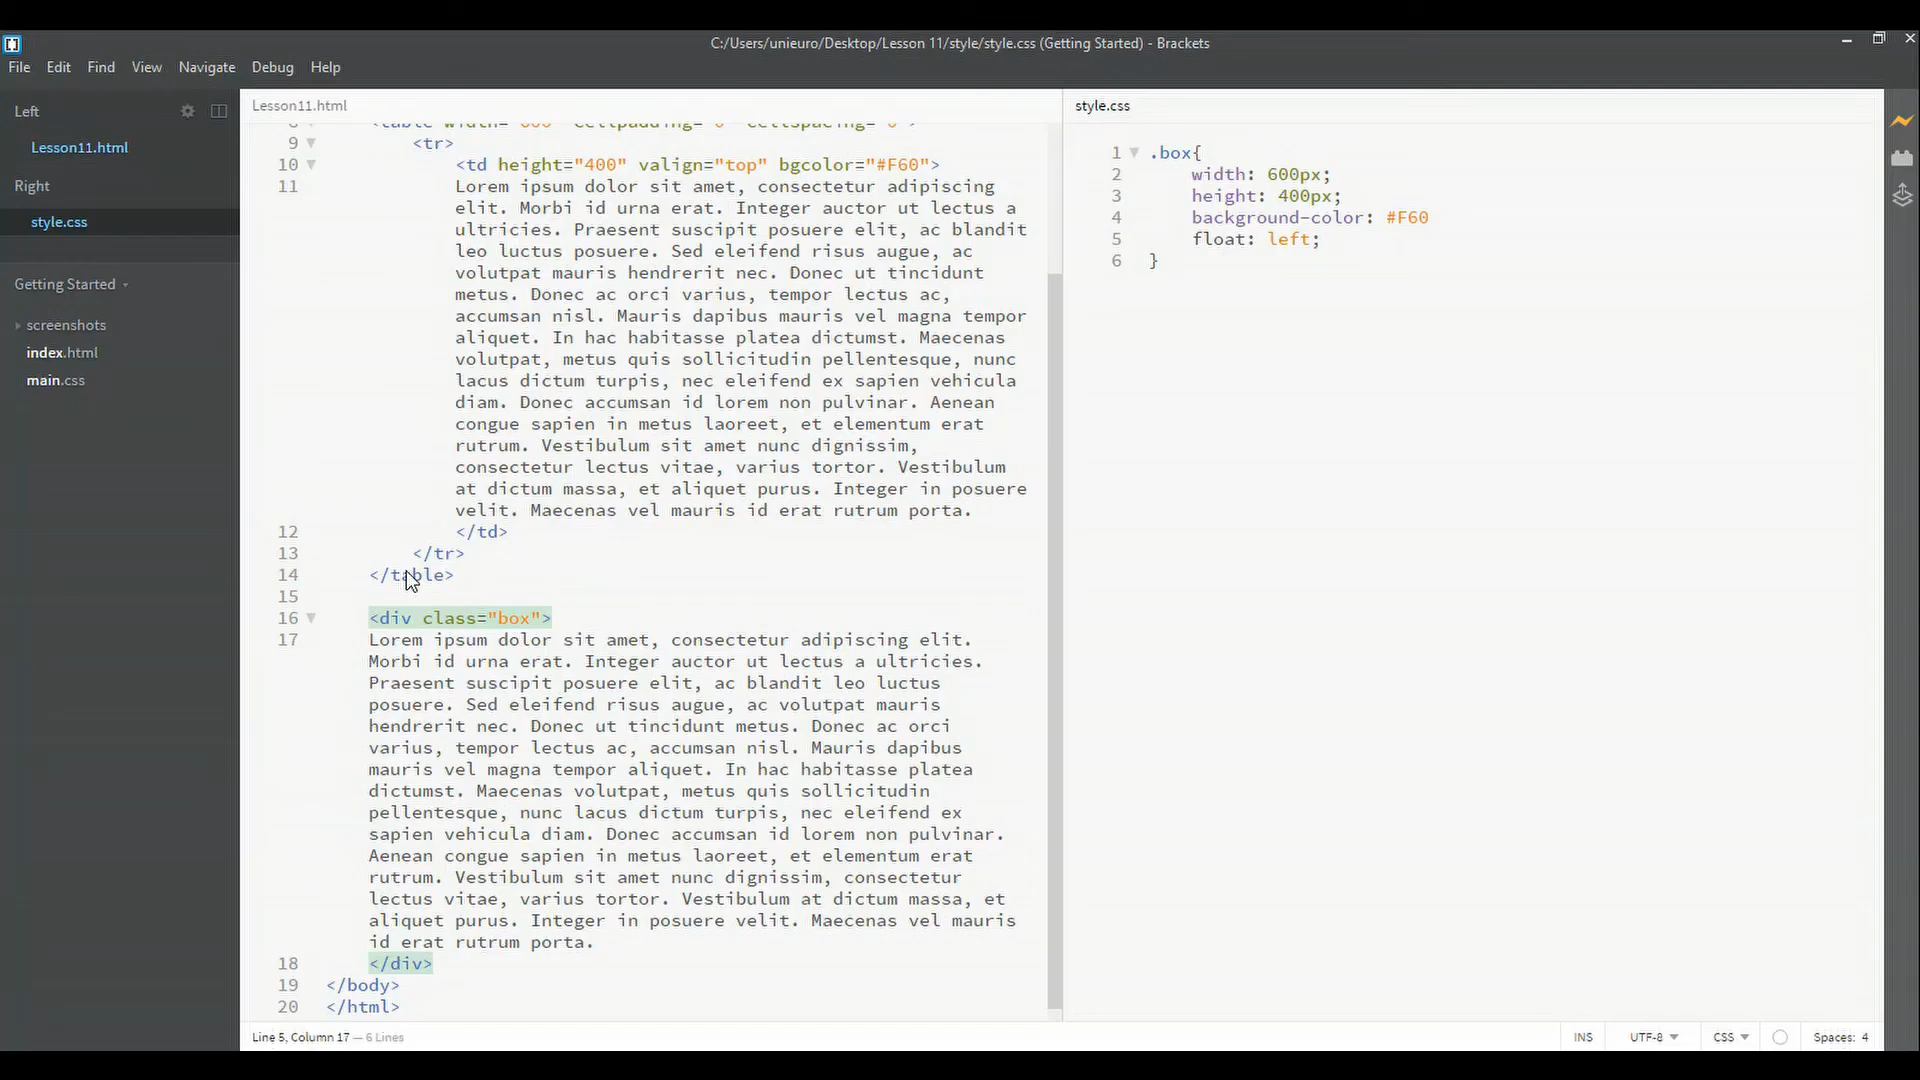 C:/Users/unieuro/Desktop/Lesson 11/style/style.css (Getting Started) - Brackets
File Edit Find View Navigate Debug Help
Left
Lesson11.html
Right
style.css
Getting Started
screenshots
index.html
main.css
Lesson11.html
9 <tr>
10 <td height="400" valign="top" bgcolor="#F60">
11 Lorem ipsum dolor sit amet, consectetur adipiscing
elit. Morbi id urna erat. Integer auctor ut lectus a
ultricies. Praesent suscipit posuere elit, ac blandit
leo luctus posuere. Sed eleifend risus augue, ac
volutpat mauris hendrerit nec. Donec ut tincidunt
metus. Donec ac orci varius, tempor lectus ac,
accumsan nisl. Mauris dapibus mauris vel magna tempor
aliquet. In hac habitasse platea dictumst. Maecenas
volutpat, metus quis sollicitudin pellentesque, nunc
lacus dictum turpis, nec eleifend ex sapien vehicula
diam. Donec accumsan id lorem non pulvinar. Aenean
congue sapien in metus laoreet, et elementum erat
rutrum. Vestibulum sit amet nunc dignissim,
consectetur lectus vitae, varius tortor. Vestibulum
at dictum massa, et aliquet purus. Integer in posuere
velit. Maecenas vel mauris id erat rutrum porta.
12 </td>
13 </tr>
14 </table>
15
16 <div class="box">
17 Lorem ipsum dolor sit amet, consectetur adipiscing elit.
Morbi id urna erat. Integer auctor ut lectus a ultricies.
Praesent suscipit posuere elit, ac blandit leo luctus
posuere. Sed eleifend risus augue, ac volutpat mauris
hendrerit nec. Donec ut tincidunt metus. Donec ac orci
varius, tempor lectus ac, accumsan nisl. Mauris dapibus
mauris vel magna tempor aliquet. In hac habitasse platea
dictumst. Maecenas volutpat, metus quis sollicitudin
pellentesque, nunc lacus dictum turpis, nec eleifend ex
sapien vehicula diam. Donec accumsan id lorem non pulvinar.
Aenean congue sapien in metus laoreet, et elementum erat
rutrum. Vestibulum sit amet nunc dignissim, consectetur
lectus vitae, varius tortor. Vestibulum at dictum massa, et
aliquet purus. Integer in posuere velit. Maecenas vel mauris
id erat rutrum porta.
18 </div>
19 </body>
20 </html>
style.css
1 .box{
2 width: 600px;
3 height: 400px;
4 background-color: #F60
5 float: left;
6 }
Line 5, Column 17 — 6 Lines
INS UTF-8 CSS Spaces: 4